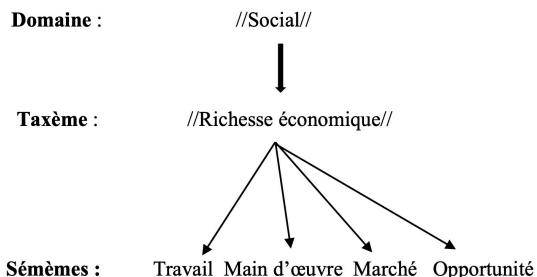 Domaine : //Social//
Taxème : //Richesse économique//
Sémèmes : Travail Main d'œuvre Marché Opportunité